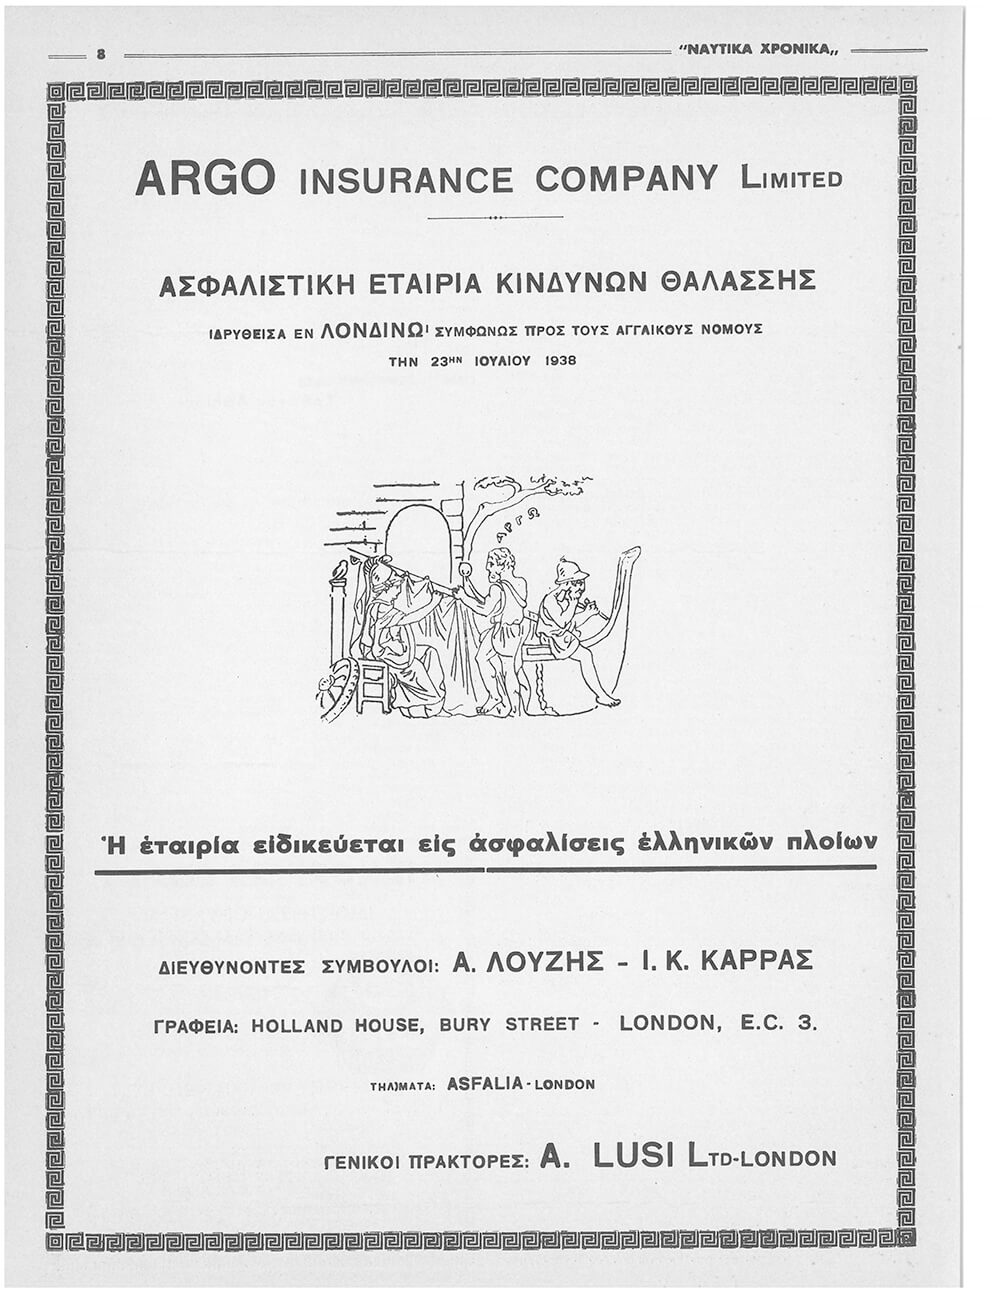 8
"ΝΑΥΤΙΚΑ ΧΡΟΝΙΚΑ,,
ARGO INSURANCE COMPANY LIMITED
ΑΣΦΑΛΙΣΤΙΚΗ ΕΤΑΙΡΙΑ ΚΙΝΔΥΝΩΝ ΘΑΛΑΣΣΗΣ
ΙΔΡΥΘΕΙΣΑ ΕΝ ΛΟΝΔΙΝΩι ΣΥΜΦΩΝΩΣ ΠΡΟΣ ΤΟΥΣ ΑΓΓΛΙΚΟΥΣ ΝΟΜΟΥΣ
ΤΗΝ 23ΗΝ ΙΟΥΛΙΟΥ 1938
ΑΡΓΩ
Ἡ ἑταιρία εἰδικεύεται εἰς ἀσφαλίσεις ἑλληνικῶν πλοίων
ΔΙΕΥΘΥΝΟΝΤΕΣ ΣΥΜΒΟΥΛΟΙ: Α. ΛΟΥΖΗΣ - Ι. Κ. ΚΑΡΡΑΣ
ΓΡΑΦΕΙΑ: HOLLAND HOUSE, BURY STREET - LONDON, E.C. 3.
ΤΗΛ)ΜΑΤΑ: ASFALIA - LONDON
ΓΕΝΙΚΟΙ ΠΡΑΚΤΟΡΕΣ: A. LUSI LTD-LONDON